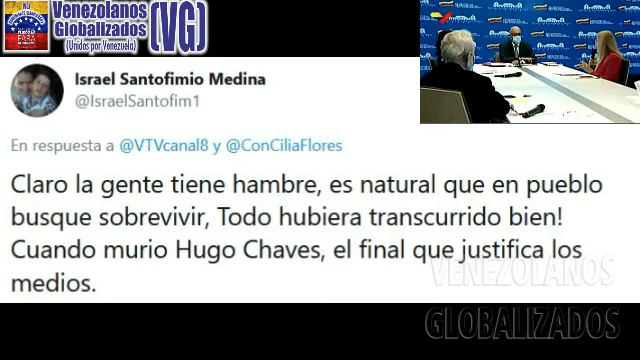 Venezolanos
Globalizados
(Unidos por Venezuela)
(VG)
Israel Santofimio Medina
@IsraelSantofim1
En respuesta a @VTVcanal8 y @ConCiliaFlores
Claro la gente tiene hambre, es natural que en pueblo
busque sobrevivir, Todo hubiera transcurrido bien!
Cuando murio Hugo Chaves, el final que justifica los
medios.
VENEZOLANOS
GLOBALIZADOS